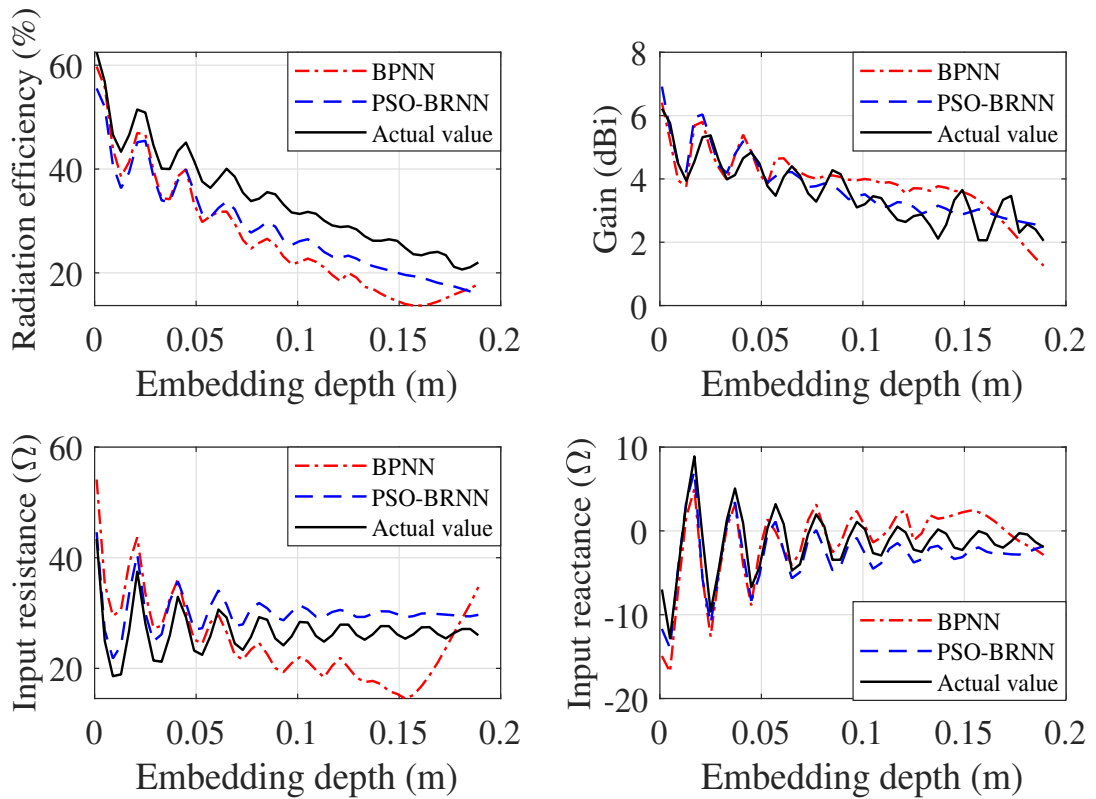 Radiation efficiency (%)
60
40
20
0
0.05
0.1
0.15
0.2
Embedding depth (m)
BPNN
PSO-BRNN
Actual value
Gain (dBi)
8
6
4
2
0
0
0.05
0.1
0.15
0.2
Embedding depth (m)
BPNN
PSO-BRNN
Actual value
Input resistance (Ω)
60
40
20
0
0.05
0.1
0.15
0.2
Embedding depth (m)
BPNN
PSO-BRNN
Actual value
Input reactance (Ω)
10
0
-10
-20
0
0.05
0.1
0.15
0.2
Embedding depth (m)
BPNN
PSO-BRNN
Actual value